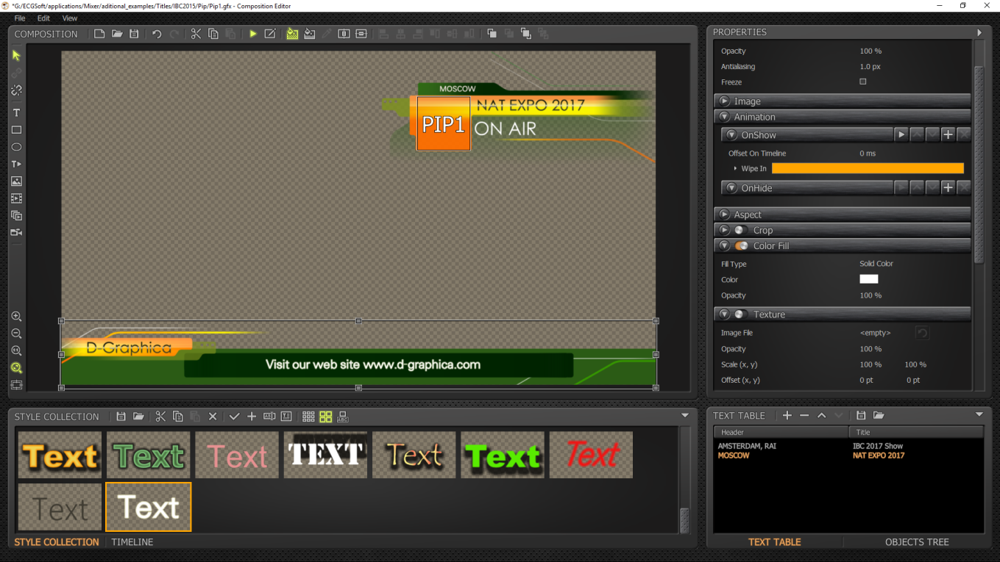 *G:/ECGSoft/applications/Mixer/aditional_examples/Titles/IBC2015/Pip/Pip1.gfx - Composition Editor
File Edit View
COMPOSITION
MOSCOW
NAT EXPO 2017
PIP1
ON AIR
D-Graphica
Visit our web site www.d-graphica.com
PROPERTIES
Opacity 100 %
Antialiasing 1.0 px
Freeze
Image
Animation
OnShow
Offset On Timeline 0 ms
Wipe In
OnHide
Aspect
Crop
Color Fill
Fill Type Solid Color
Color
Opacity 100 %
Texture
Image File <empty>
Opacity 100 %
Scale (x, y) 100 % 100 %
Offset (x, y) 0 pt 0 pt
STYLE COLLECTION
Text Text Text TEXT Text Text Text
Text Text
STYLE COLLECTION TIMELINE
TEXT TABLE
Header Title
AMSTERDAM, RAI IBC 2017 Show
MOSCOW NAT EXPO 2017
TEXT TABLE OBJECTS TREE